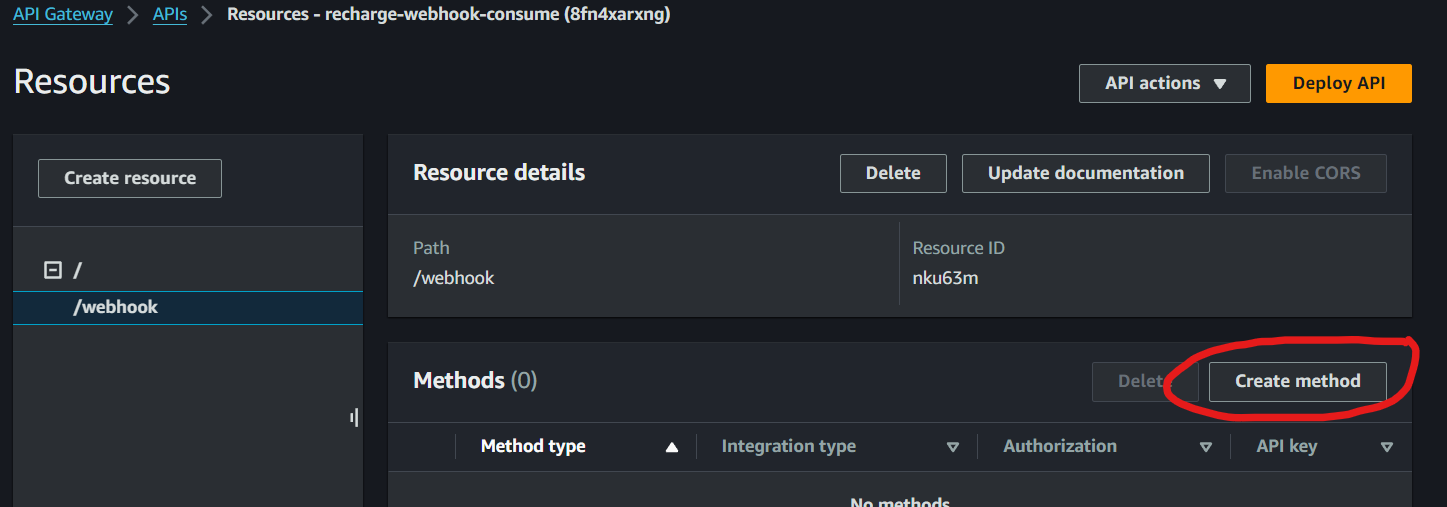 API Gateway > APIs > Resources - recharge-webhook-consume (8fn4xarxng)
Resources
API actions ▼ Deploy API
Create resource
/
/webhook
Resource details Delete Update documentation Enable CORS
Path Resource ID
/webhook nku63m
Methods (0) Delete Create method
Method type Integration type Authorization API key
No methods